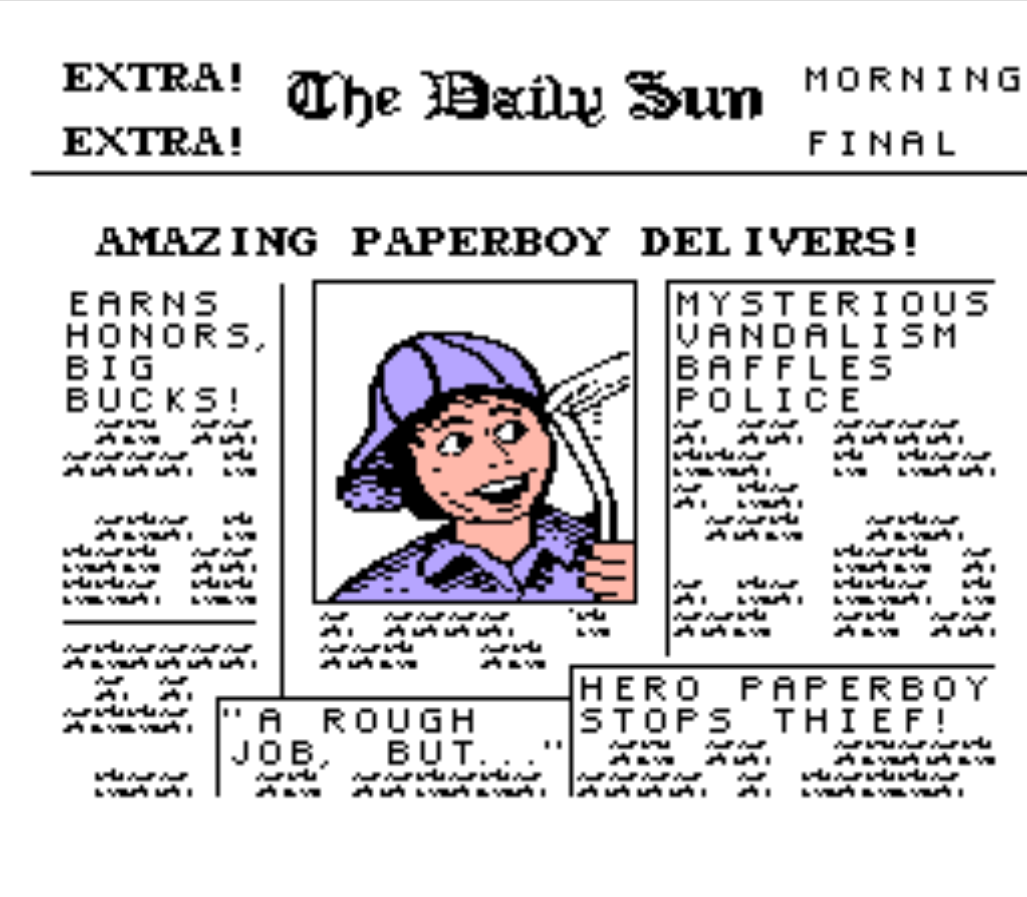 EXTRA!
EXTRA!
The Daily Sun
MORNING
FINAL
AMAZING PAPERBOY DELIVERS!
EARNS
HONORS,
BIG
BUCKS!
MYSTERIOUS
VANDALISM
BAFFLES
POLICE
"A ROUGH
JOB, BUT..."
HERO PAPERBOY
STOPS THIEF!